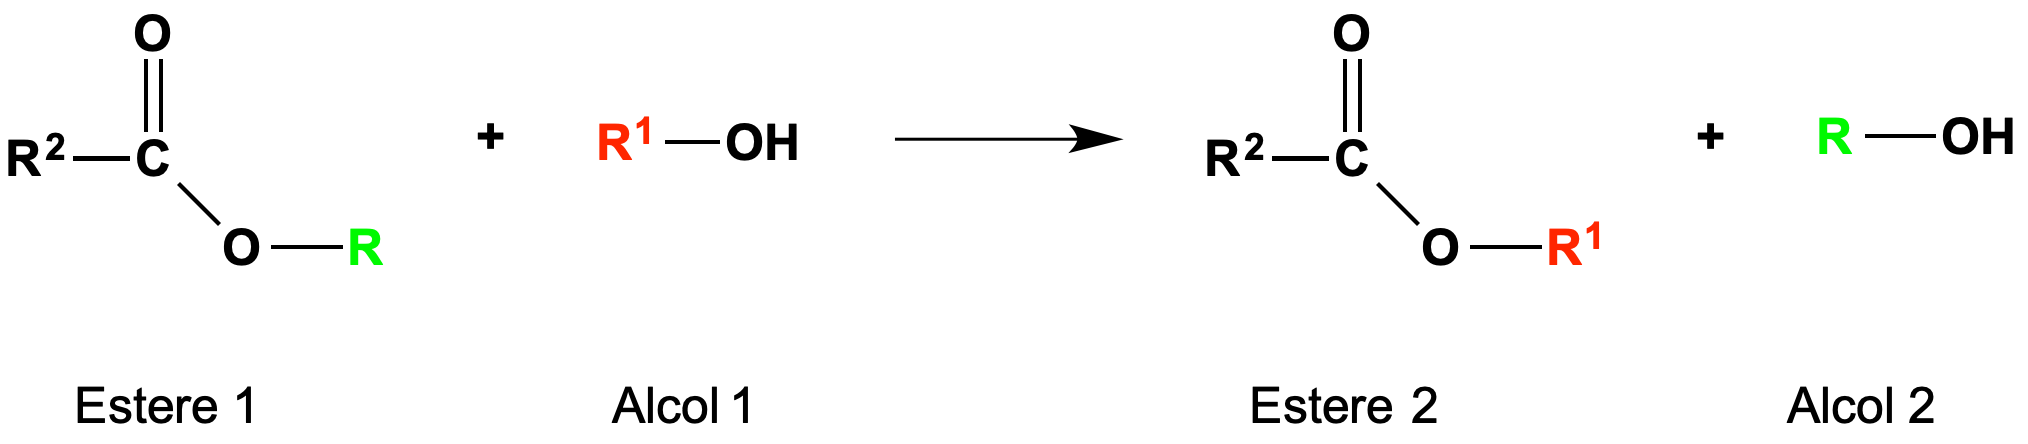 O O
R² C + R¹ OH R² C + R OH
O R O R¹
Estere 1 Alcol 1 Estere 2 Alcol 2